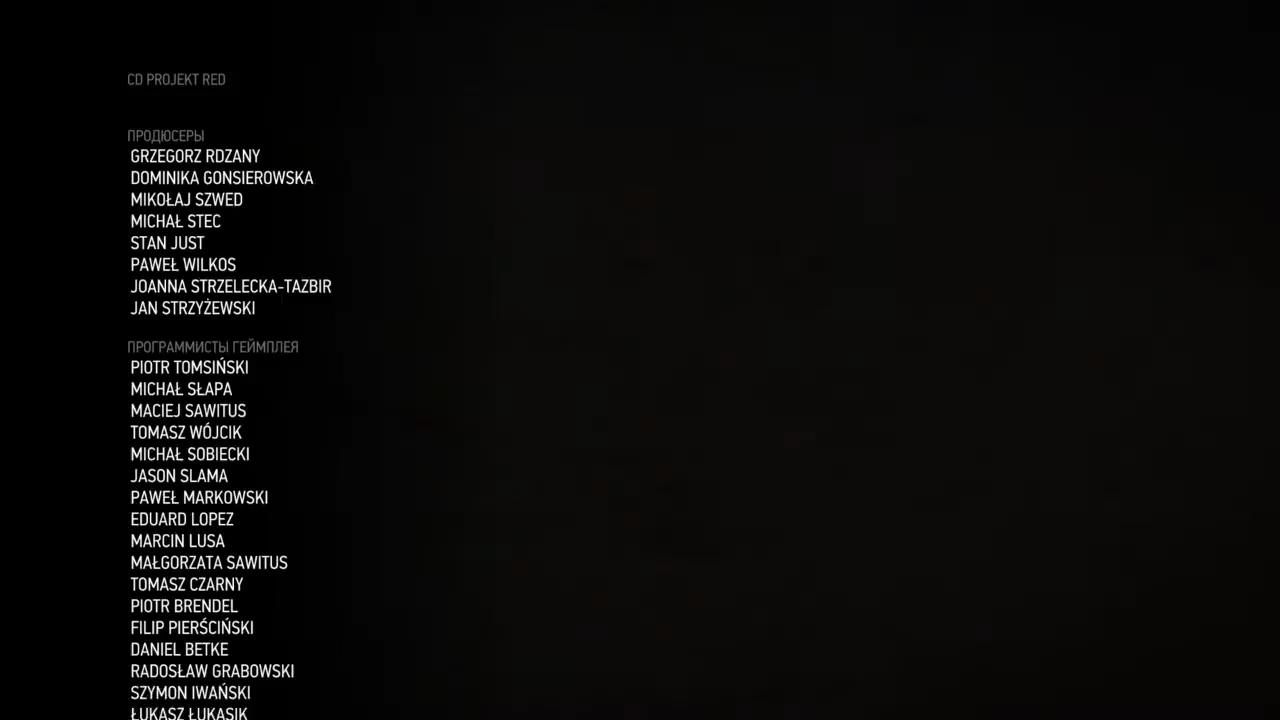 CD PROJEKT RED
ПРОДЮСЕРЫ
GRZEGORZ RDZANY
DOMINIKA GONSIEROWSKA
MIKOŁAJ SZWED
MICHAŁ STEC
STAN JUST
PAWEŁ WILKOS
JOANNA STRZELECKA-TAZBIR
JAN STRZYŻEWSKI
ПРОГРАММИСТЫ ГЕЙМПЛЕЯ
PIOTR TOMSIŃSKI
MICHAŁ SŁAPA
MACIEJ SAWITUS
TOMASZ WÓJCIK
MICHAŁ SOBIECKI
JASON SLAMA
PAWEŁ MARKOWSKI
EDUARD LOPEZ
MARCIN LUSA
MAŁGORZATA SAWITUS
TOMASZ CZARNY
PIOTR BRENDEL
FILIP PIERŚCIŃSKI
DANIEL BETKE
RADOSŁAW GRABOWSKI
SZYMON IWAŃSKI
ŁUKASZ ŁUKASIK